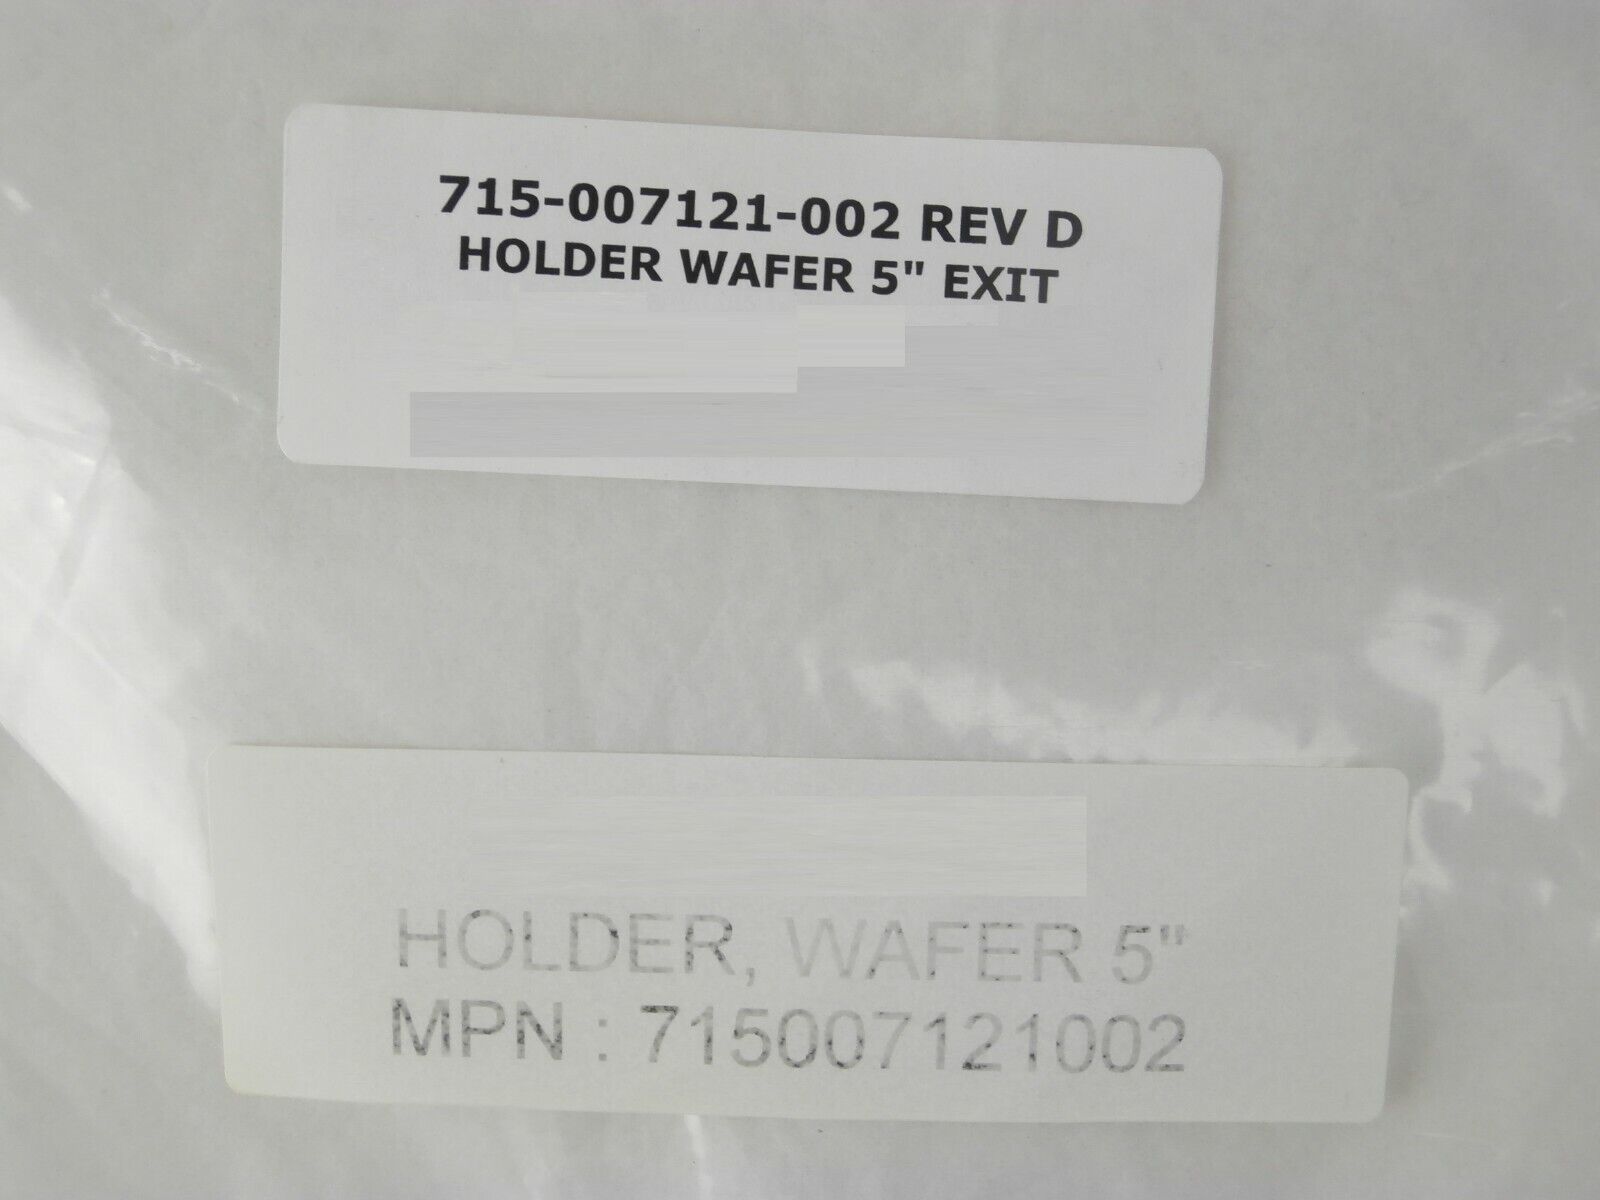 715-007121-002 REV D
HOLDER WAFER 5" EXIT
HOLDER, WAFER 5"
MPN : 715007121002